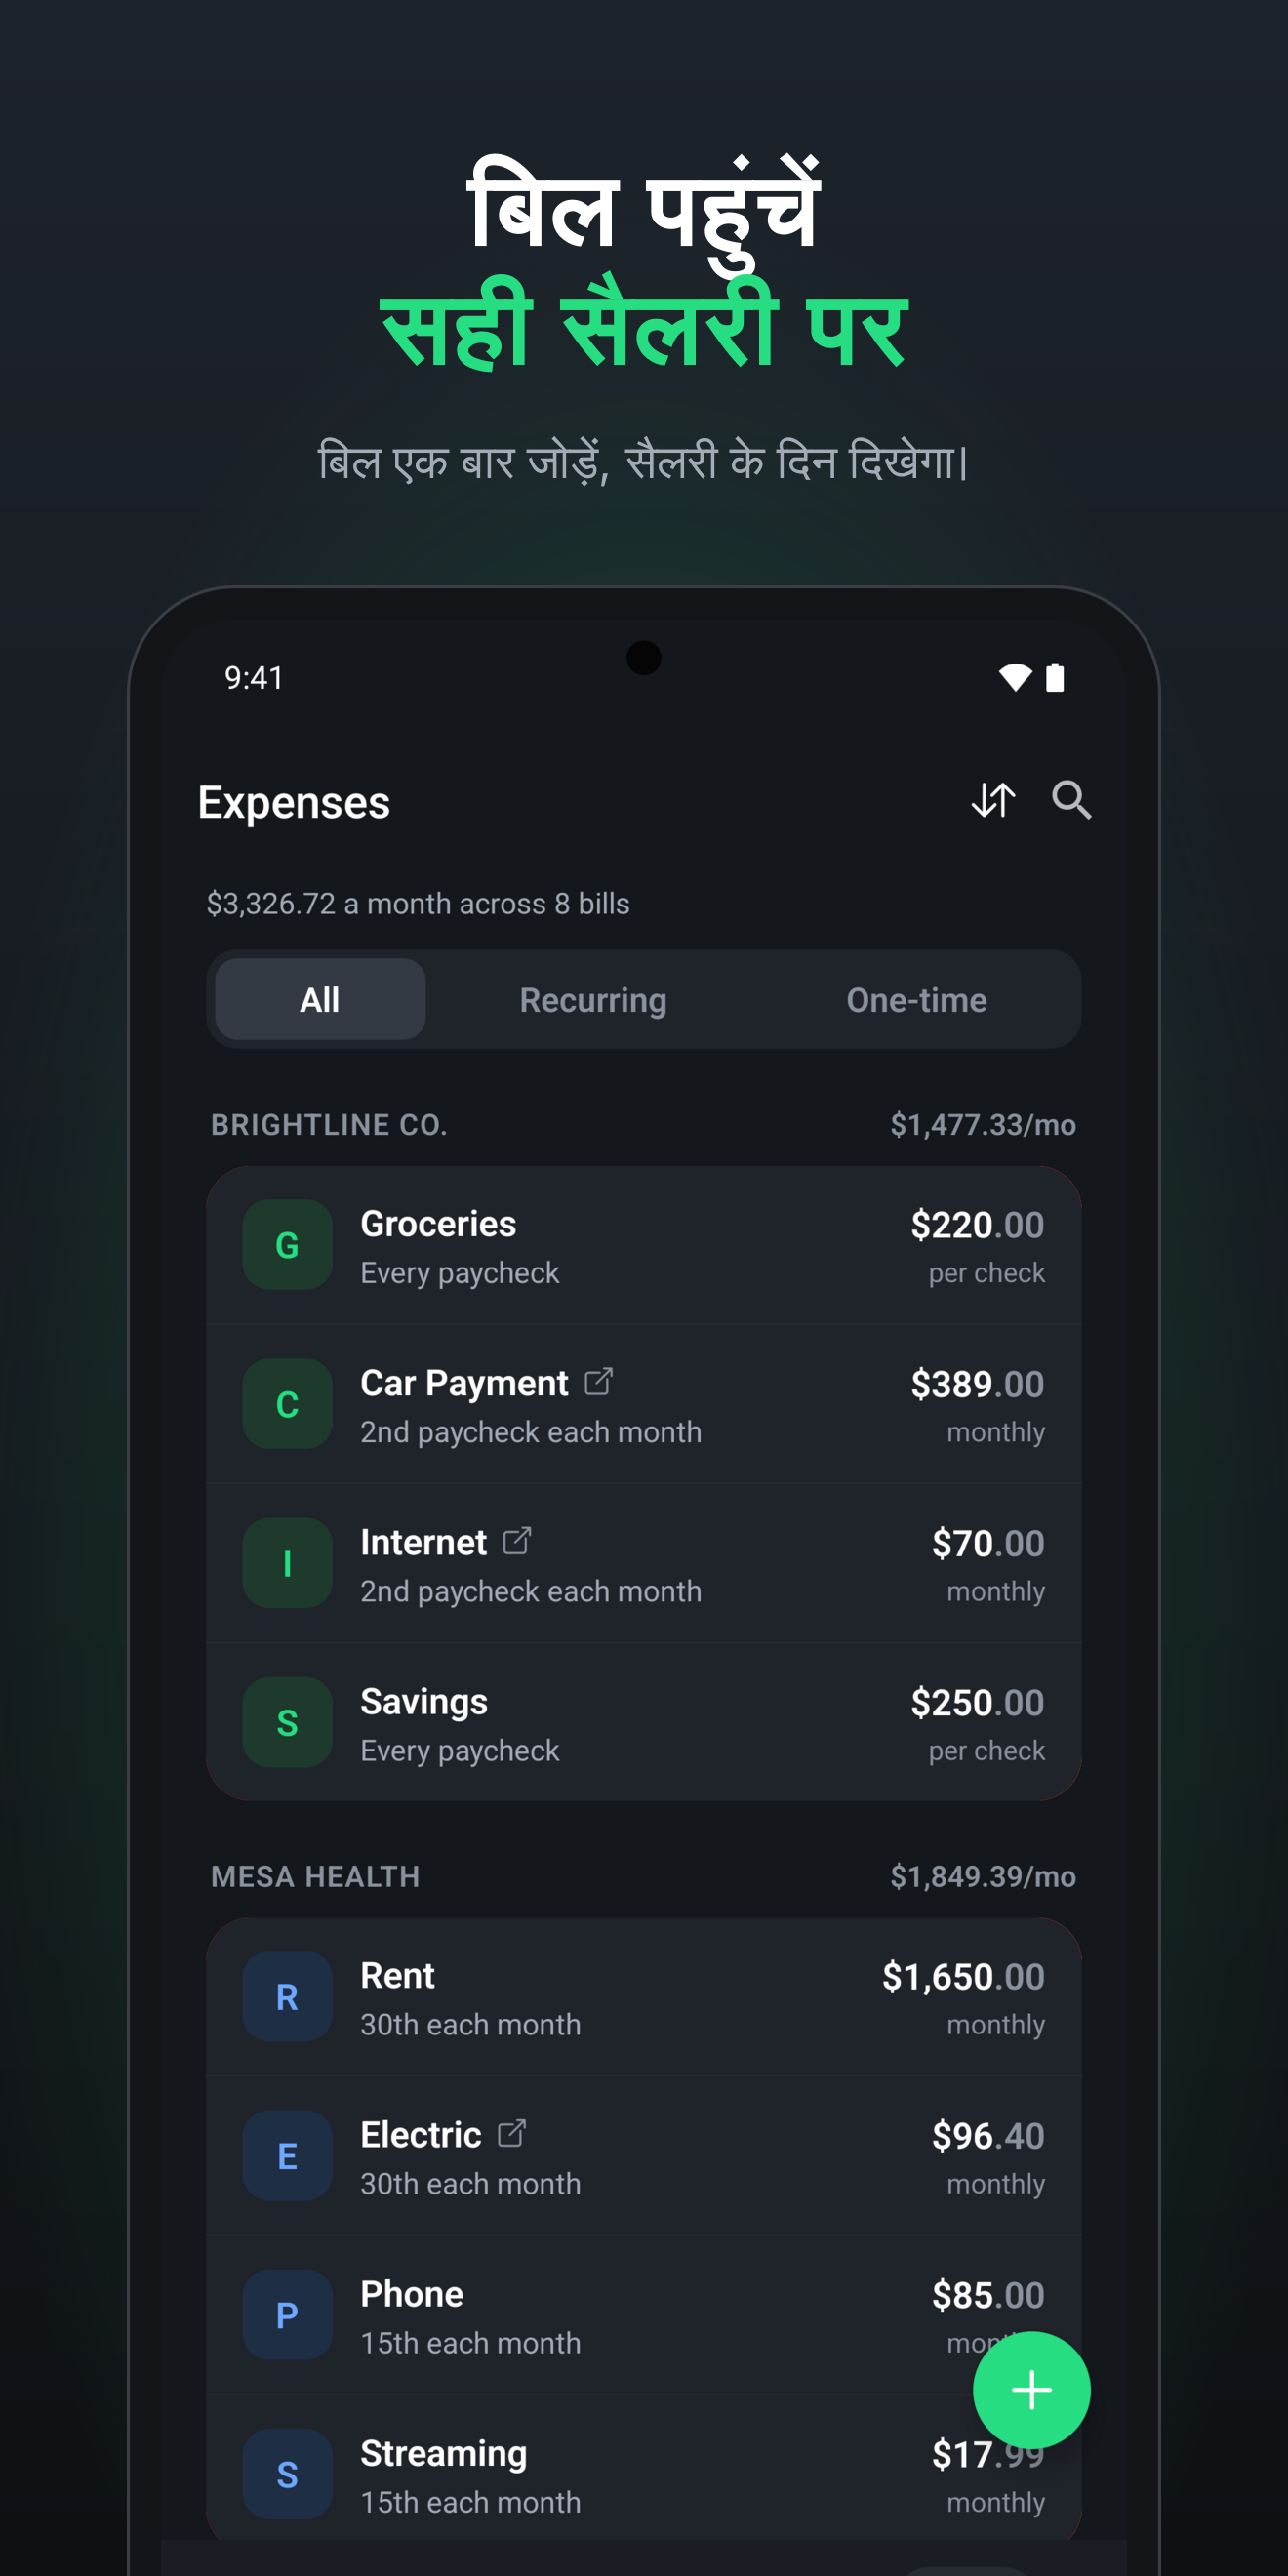 बिल पहुंचें
सही सैलरी पर
बिल एक बार जोड़ें, सैलरी के दिन दिखेगा।
9:41
Expenses
$3,326.72 a month across 8 bills
All Recurring One-time
BRIGHTLINE CO. $1,477.33/mo
G Groceries $220.00
Every paycheck per check
C Car Payment $389.00
2nd paycheck each month monthly
I Internet $70.00
2nd paycheck each month monthly
S Savings $250.00
Every paycheck per check
MESA HEALTH $1,849.39/mo
R Rent $1,650.00
30th each month monthly
E Electric $96.40
30th each month monthly
P Phone $85.00
15th each month
S Streaming $17.99
15th each month monthly